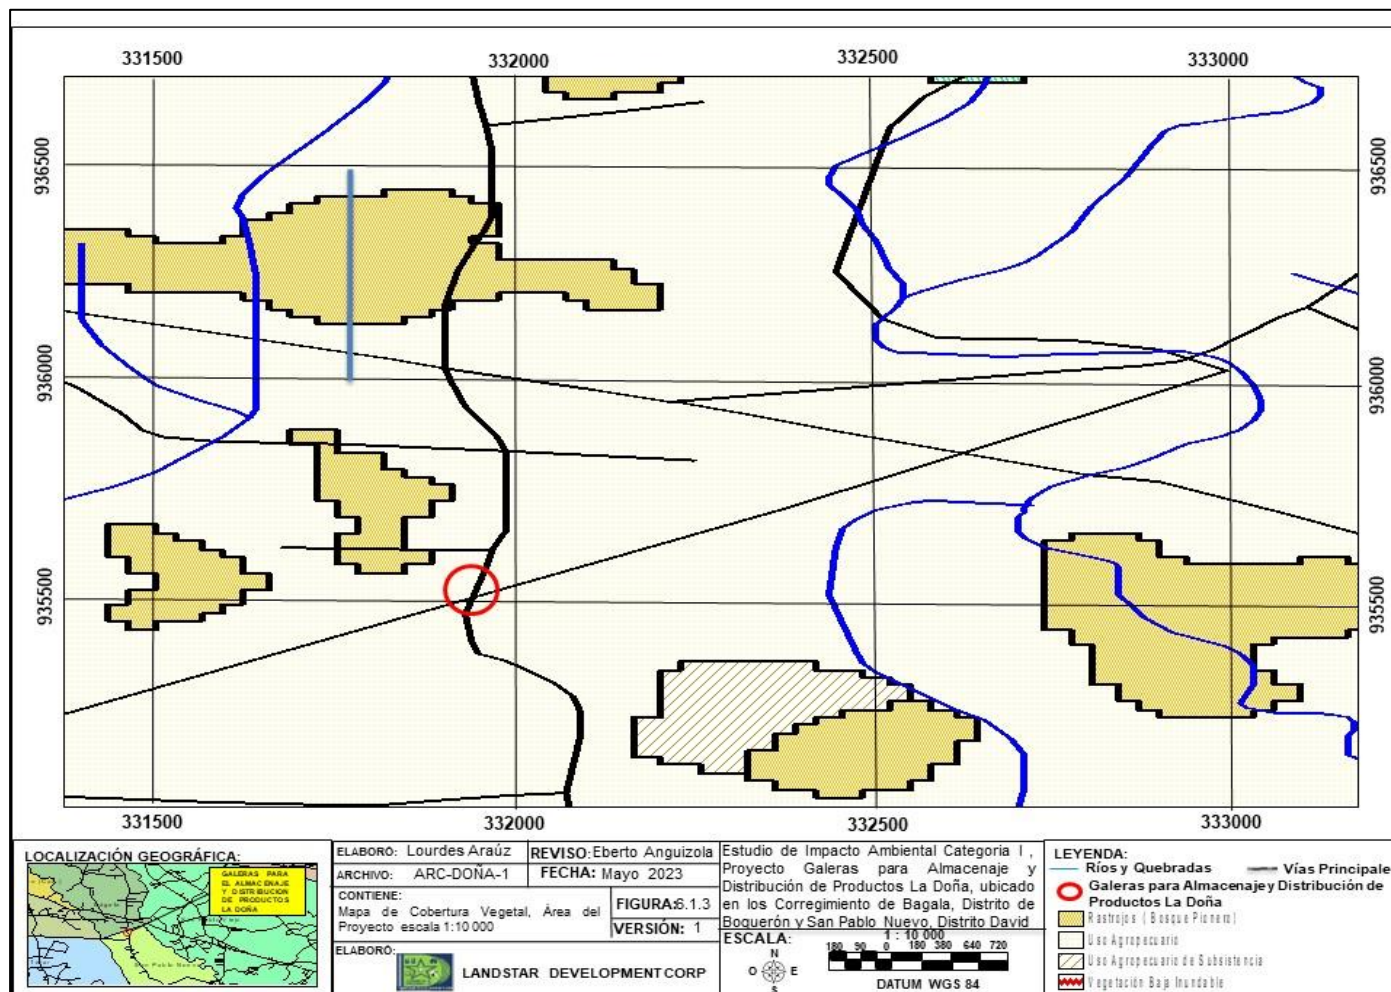 331500 332000 332500 333000
936500 936500
936000 936000
935500 935500
331500 332000 332500 333000
LOCALIZACIÓN GEOGRÁFICA:
GALERAS PARA
EL ALMACENAJE
Y DISTRIBUCION
DE PRODUCTOS
LA DOÑA
ELABORÓ: Lourdes Araúz
REVISO: Eberto Anguizola
ARCHIVO: ARC-DOÑA-1
FECHA: Mayo 2023
CONTIENE:
Mapa de Cobertura Vegetal, Área del
Proyecto escala 1:10 000
FIGURA:6.1.3
VERSIÓN: 1
ELABORÓ:
LANDSTAR DEVELOPMENT CORP
Estudio de Impacto Ambiental Categoria I ,
Proyecto Galeras para Almacenaje y
Distribución de Productos La Doña, ubicado
en los Corregimiento de Bagala, Distrito de
Boquerón y San Pablo Nuevo, Distrito David
ESCALA:
1 : 10 000
180 90 0 180 380 640 720
N
O E
S
DATUM WGS 84
LEYENDA:
Ríos y Quebradas
Vías Principales
Galeras para Almacenaje y Distribución de
Productos La Doña
Rastrojos ( Bosque Pionero)
Uso Agropecuario
Uso Agropecuario de Subsistencia
Vegetación Baja Inundable